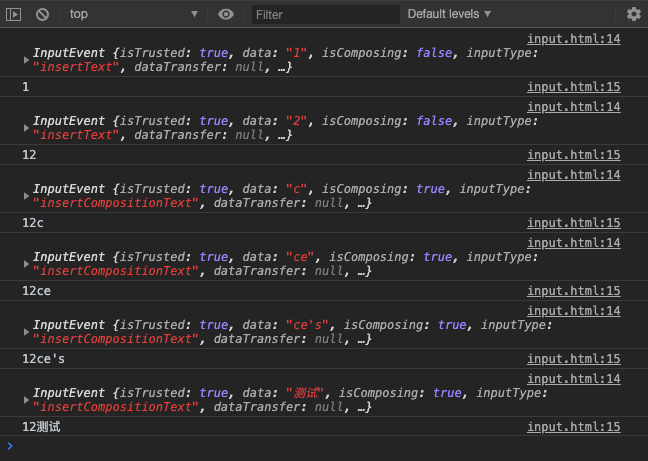 top Filter Default levels
input.html:14
InputEvent {isTrusted: true, data: "1", isComposing: false, inputType:
"insertText", dataTransfer: null, …}
1 input.html:15
input.html:14
InputEvent {isTrusted: true, data: "2", isComposing: false, inputType:
"insertText", dataTransfer: null, …}
12 input.html:15
input.html:14
InputEvent {isTrusted: true, data: "c", isComposing: true, inputType:
"insertCompositionText", dataTransfer: null, …}
12c input.html:15
input.html:14
InputEvent {isTrusted: true, data: "ce", isComposing: true, inputType:
"insertCompositionText", dataTransfer: null, …}
12ce input.html:15
input.html:14
InputEvent {isTrusted: true, data: "ce's", isComposing: true, inputType:
"insertCompositionText", dataTransfer: null, …}
12ce's input.html:15
input.html:14
InputEvent {isTrusted: true, data: "测试", isComposing: true, inputType:
"insertCompositionText", dataTransfer: null, …}
12测试 input.html:15